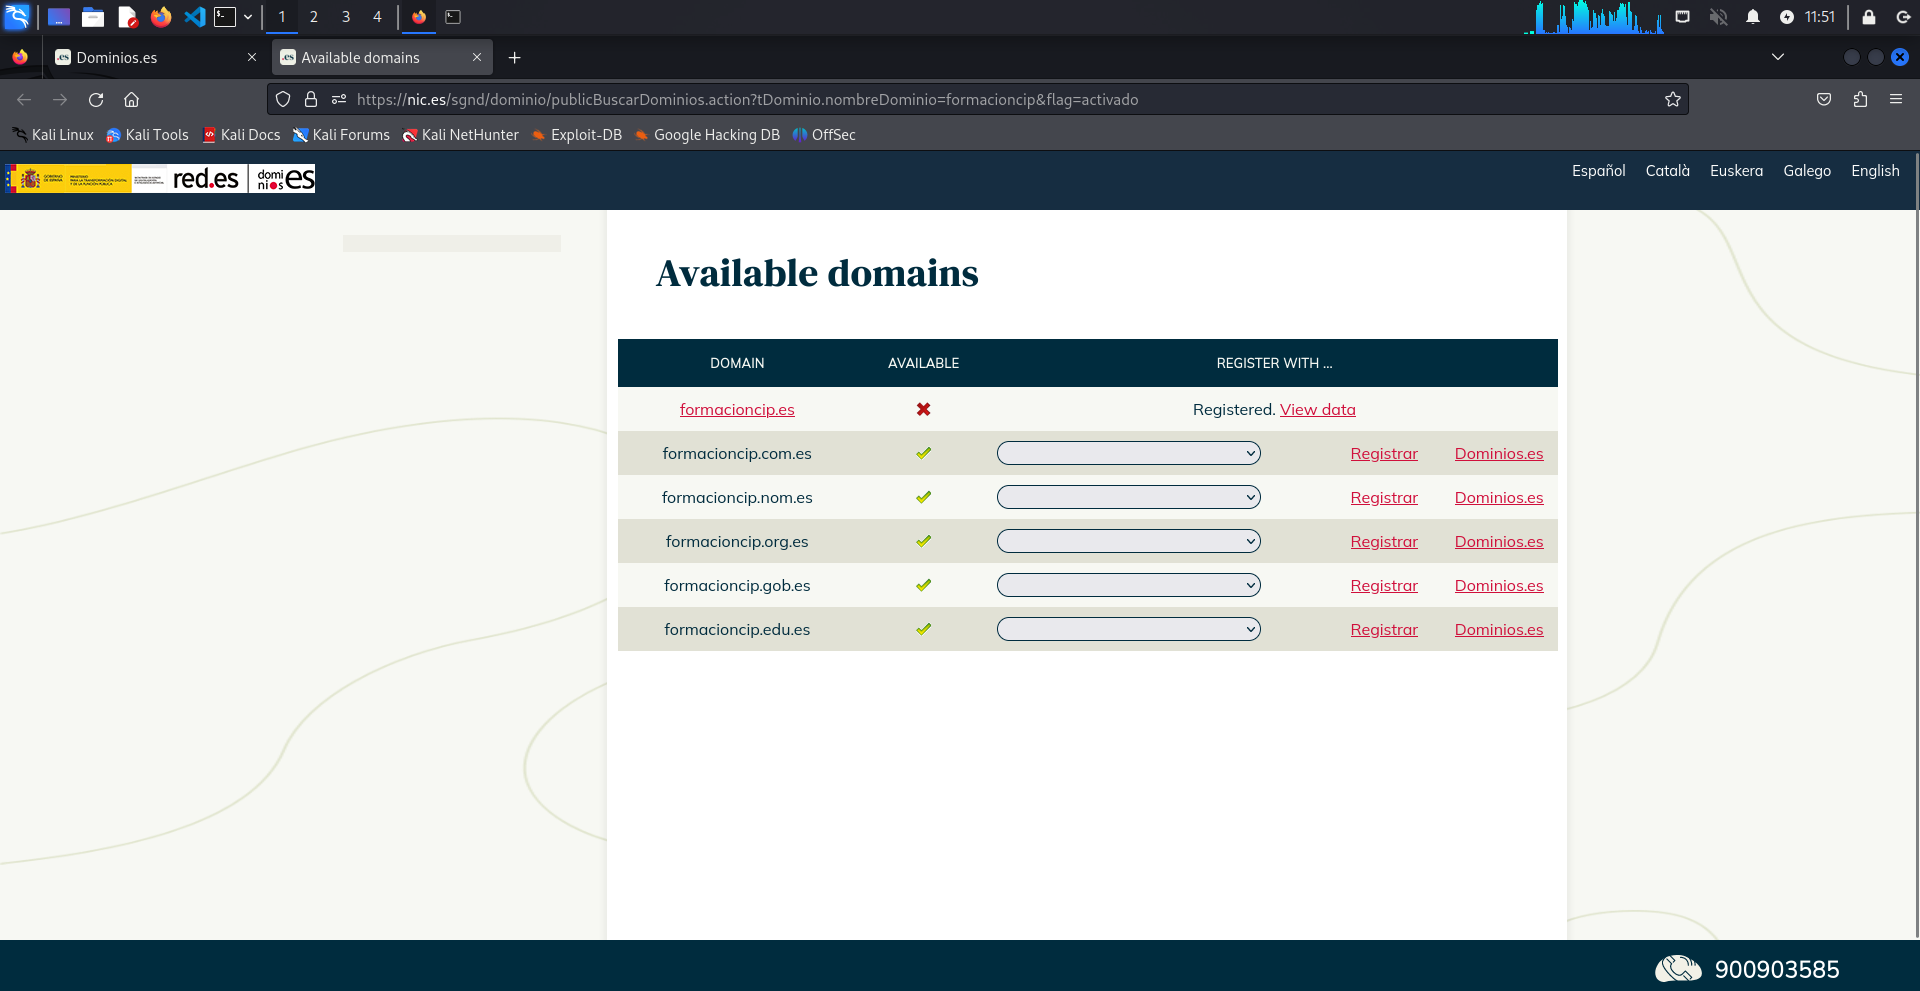 1 2 3 4 11:51
Dominios.es Available domains
https://nic.es/sgnd/dominio/publicBuscarDominios.action?tDominio.nombreDominio=formacioncip&flag=activado
Kali Linux Kali Tools Kali Docs Kali Forums Kali NetHunter Exploit-DB Google Hacking DB OffSec
red.es dominios.es Español Català Euskera Galego English
Available domains
DOMAIN AVAILABLE REGISTER WITH ...
formacioncip.es Registered. View data
formacioncip.com.es Registrar Dominios.es
formacioncip.nom.es Registrar Dominios.es
formacioncip.org.es Registrar Dominios.es
formacioncip.gob.es Registrar Dominios.es
formacioncip.edu.es Registrar Dominios.es
900903585